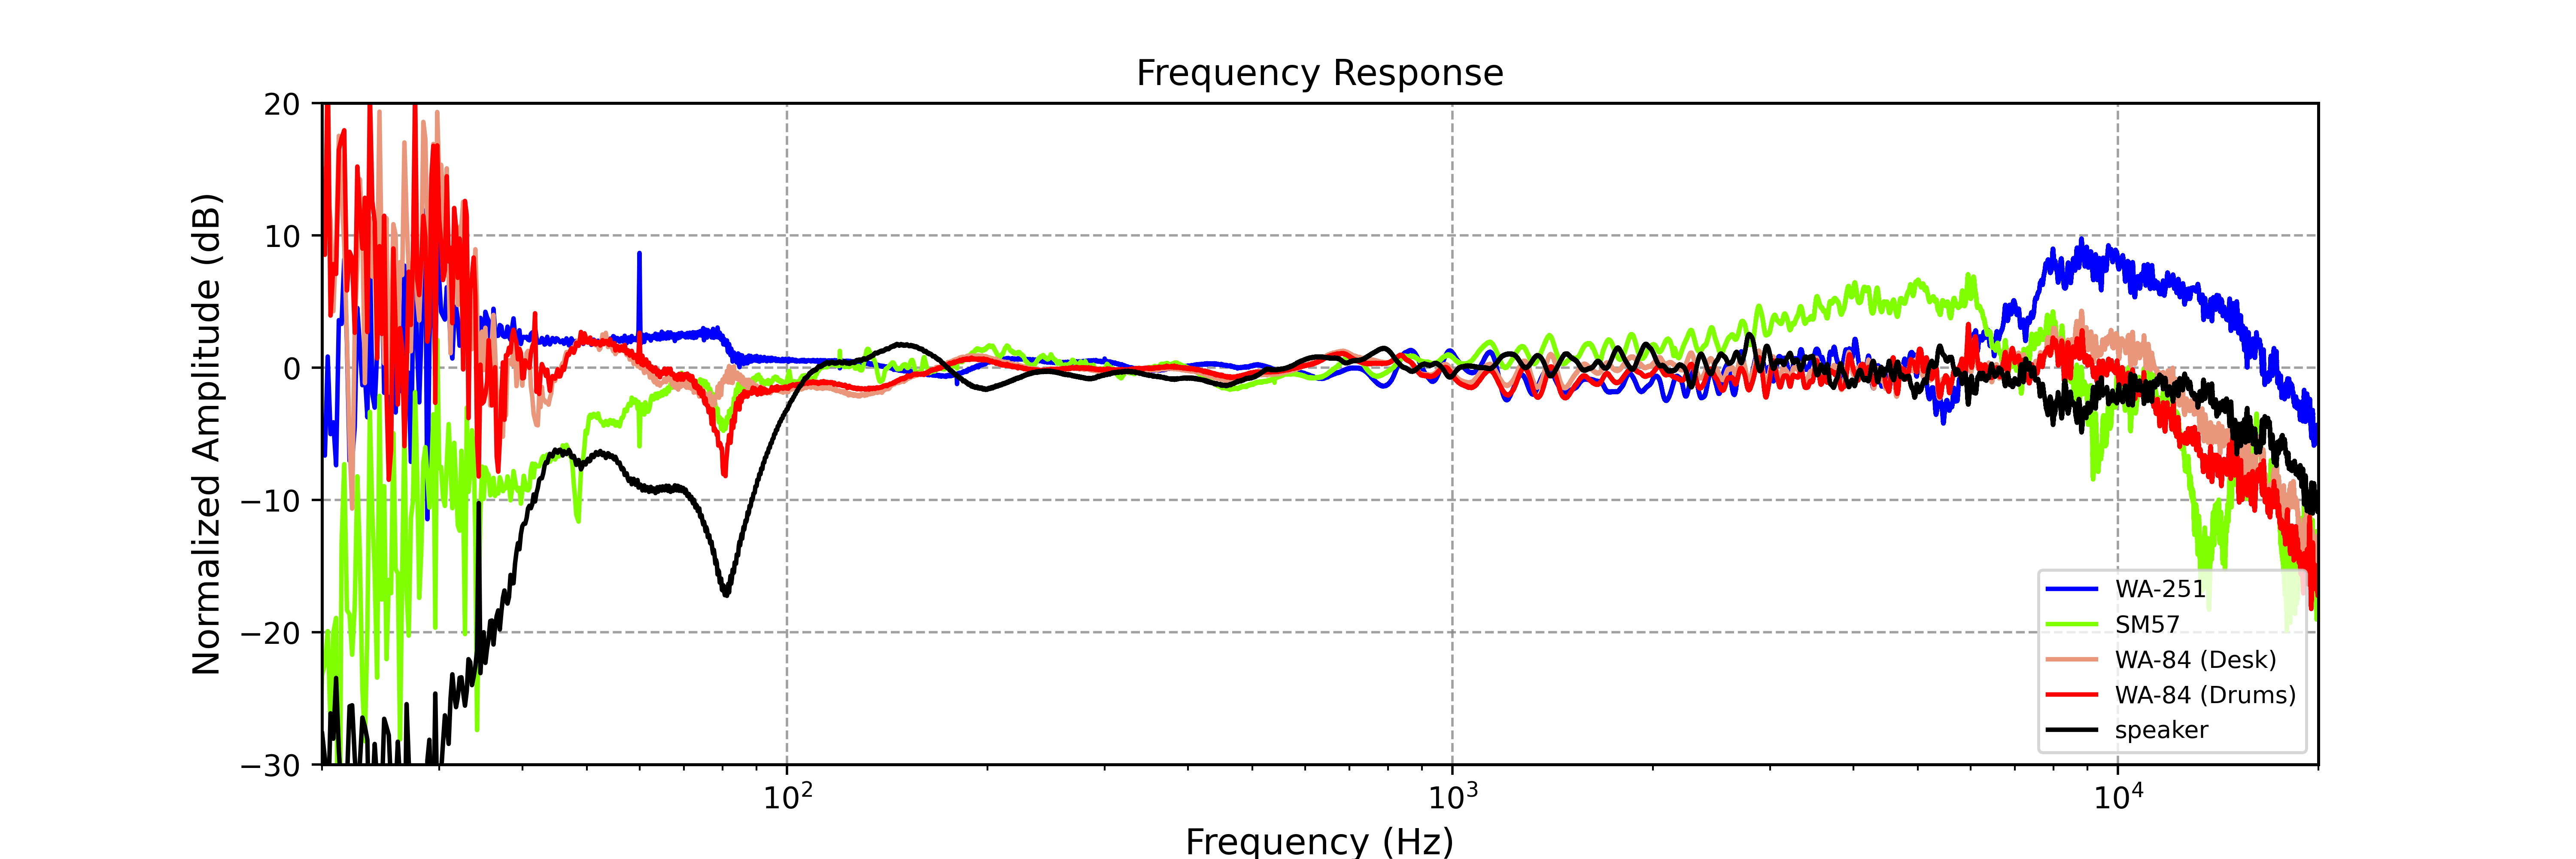 Frequency Response
Normalized Amplitude (dB)
20
10
0
−10
−20
−30
10²
10³
10⁴
Frequency (Hz)
WA-251
SM57
WA-84 (Desk)
WA-84 (Drums)
speaker